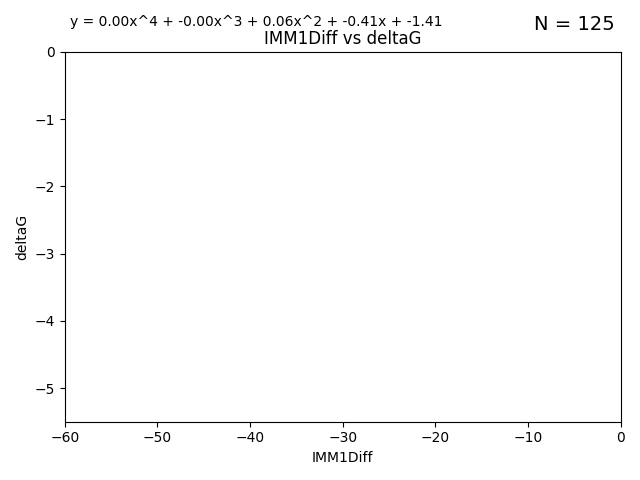 y = 0.00x^4 + -0.00x^3 + 0.06x^2 + -0.41x + -1.41
N = 125
IMM1Diff vs deltaG
0
−1
−2
−3
−4
−5
deltaG
−60 −50 −40 −30 −20 −10 0
IMM1Diff